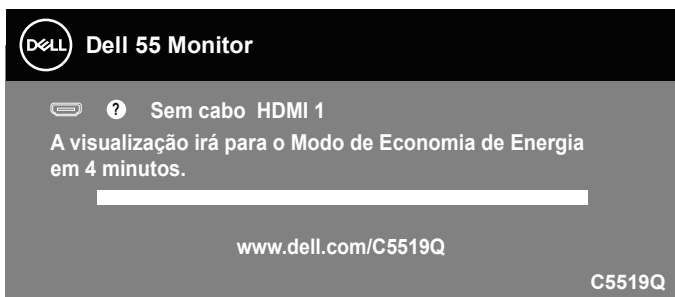 DELL Dell 55 Monitor
? Sem cabo HDMI 1
A visualização irá para o Modo de Economia de Energia
em 4 minutos.
www.dell.com/C5519Q
C5519Q